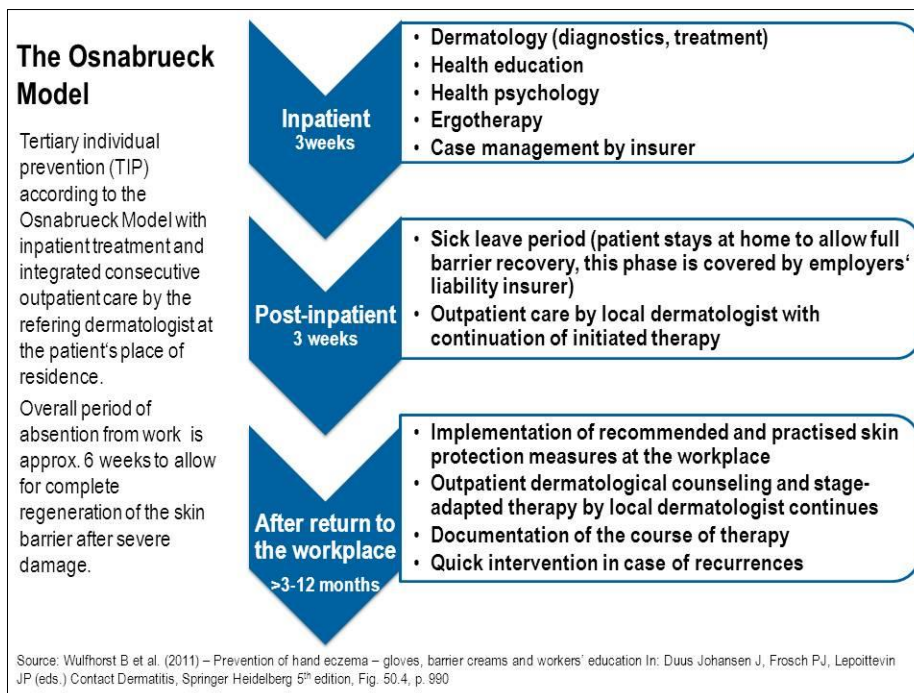 The Osnabrueck
Model
Tertiary individual
prevention (TIP)
according to the
Osnabrueck Model with
inpatient treatment and
integrated consecutive
outpatient care by the
refering dermatologist at
the patient's place of
residence.
Overall period of
absention from work is
approx. 6 weeks to allow
for complete
regeneration of the skin
barrier after severe
damage.
Inpatient
3weeks
• Dermatology (diagnostics, treatment)
• Health education
• Health psychology
• Ergotherapy
• Case management by insurer
Post-inpatient
3 weeks
• Sick leave period (patient stays at home to allow full
barrier recovery, this phase is covered by employers‘
liability insurer)
• Outpatient care by local dermatologist with
continuation of initiated therapy
After return to
the workplace
>3-12 months
• Implementation of recommended and practised skin
protection measures at the workplace
• Outpatient dermatological counseling and stage-
adapted therapy by local dermatologist continues
• Documentation of the course of therapy
• Quick intervention in case of recurrences
Source: Wulfhorst B et al. (2011) – Prevention of hand eczema – gloves, barrier creams and workers´ education In: Duus Johansen J, Frosch PJ, Lepoittevin
JP (eds.) Contact Dermatitis, Springer Heidelberg 5th edition, Fig. 50.4, p. 990